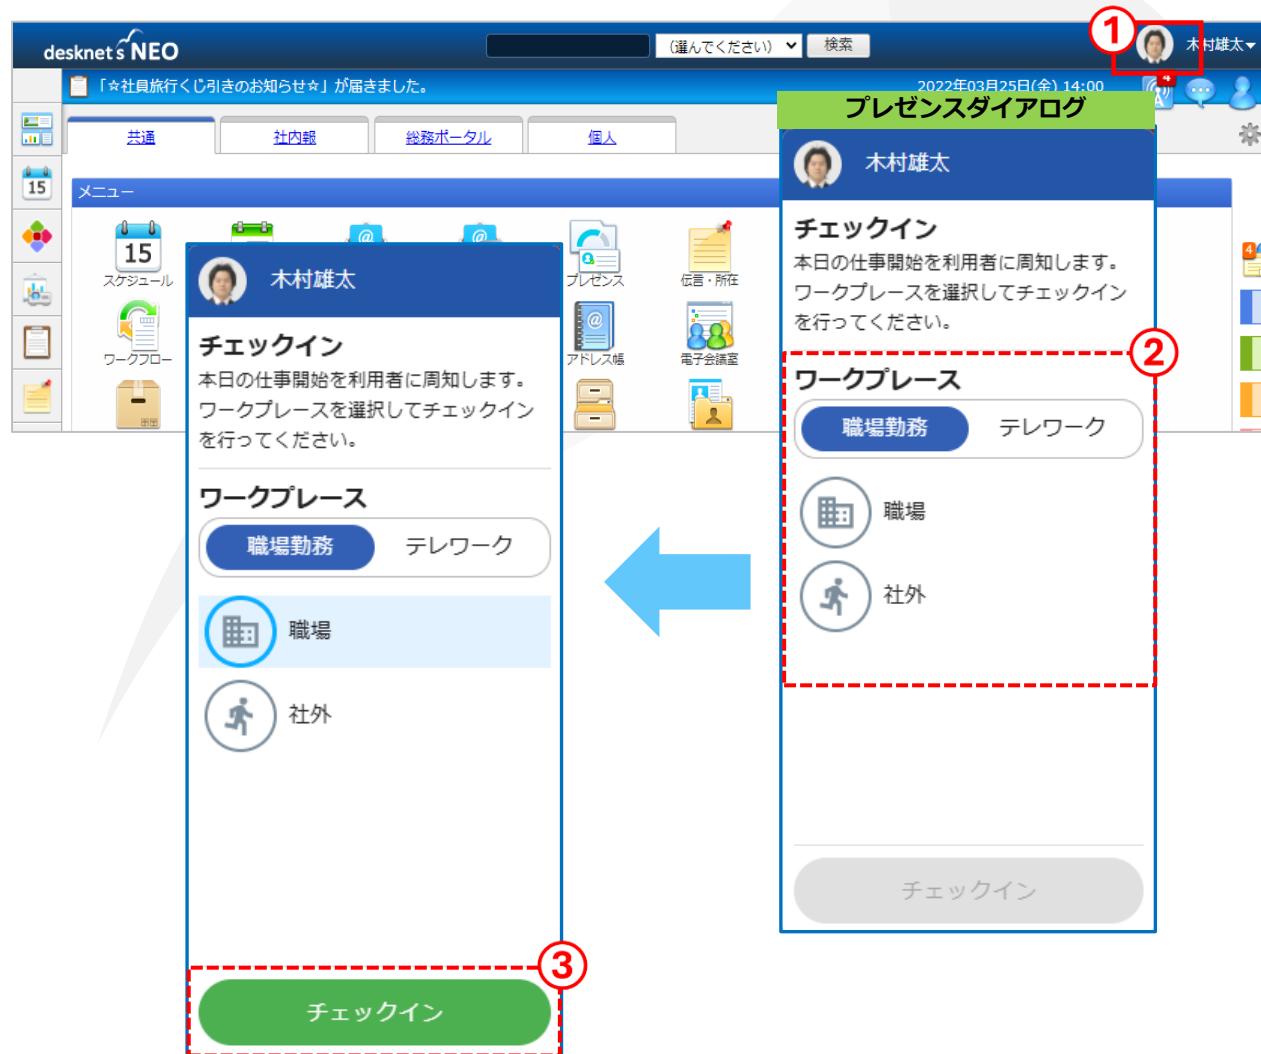 desknet's NEO
(選んでください)
検索
①
木村雄太
「☆社員旅行くじ引きのお知らせ☆」が届きました。
2022年03月25日(金) 14:00
4
共通
社内報
総務ポータル
個人
15
メニュー
15
スケジュール
プレゼンス
伝言・所在
4
ワークフロー
アドレス帳
電子会議室
プレゼンスダイアログ
木村雄太
チェックイン
本日の仕事開始を利用者に周知します。
ワークプレースを選択してチェックイン
を行ってください。
②
ワークプレース
職場勤務
テレワーク
職場
社外
チェックイン
木村雄太
チェックイン
本日の仕事開始を利用者に周知します。
ワークプレースを選択してチェックイン
を行ってください。
ワークプレース
職場勤務
テレワーク
職場
社外
③
チェックイン